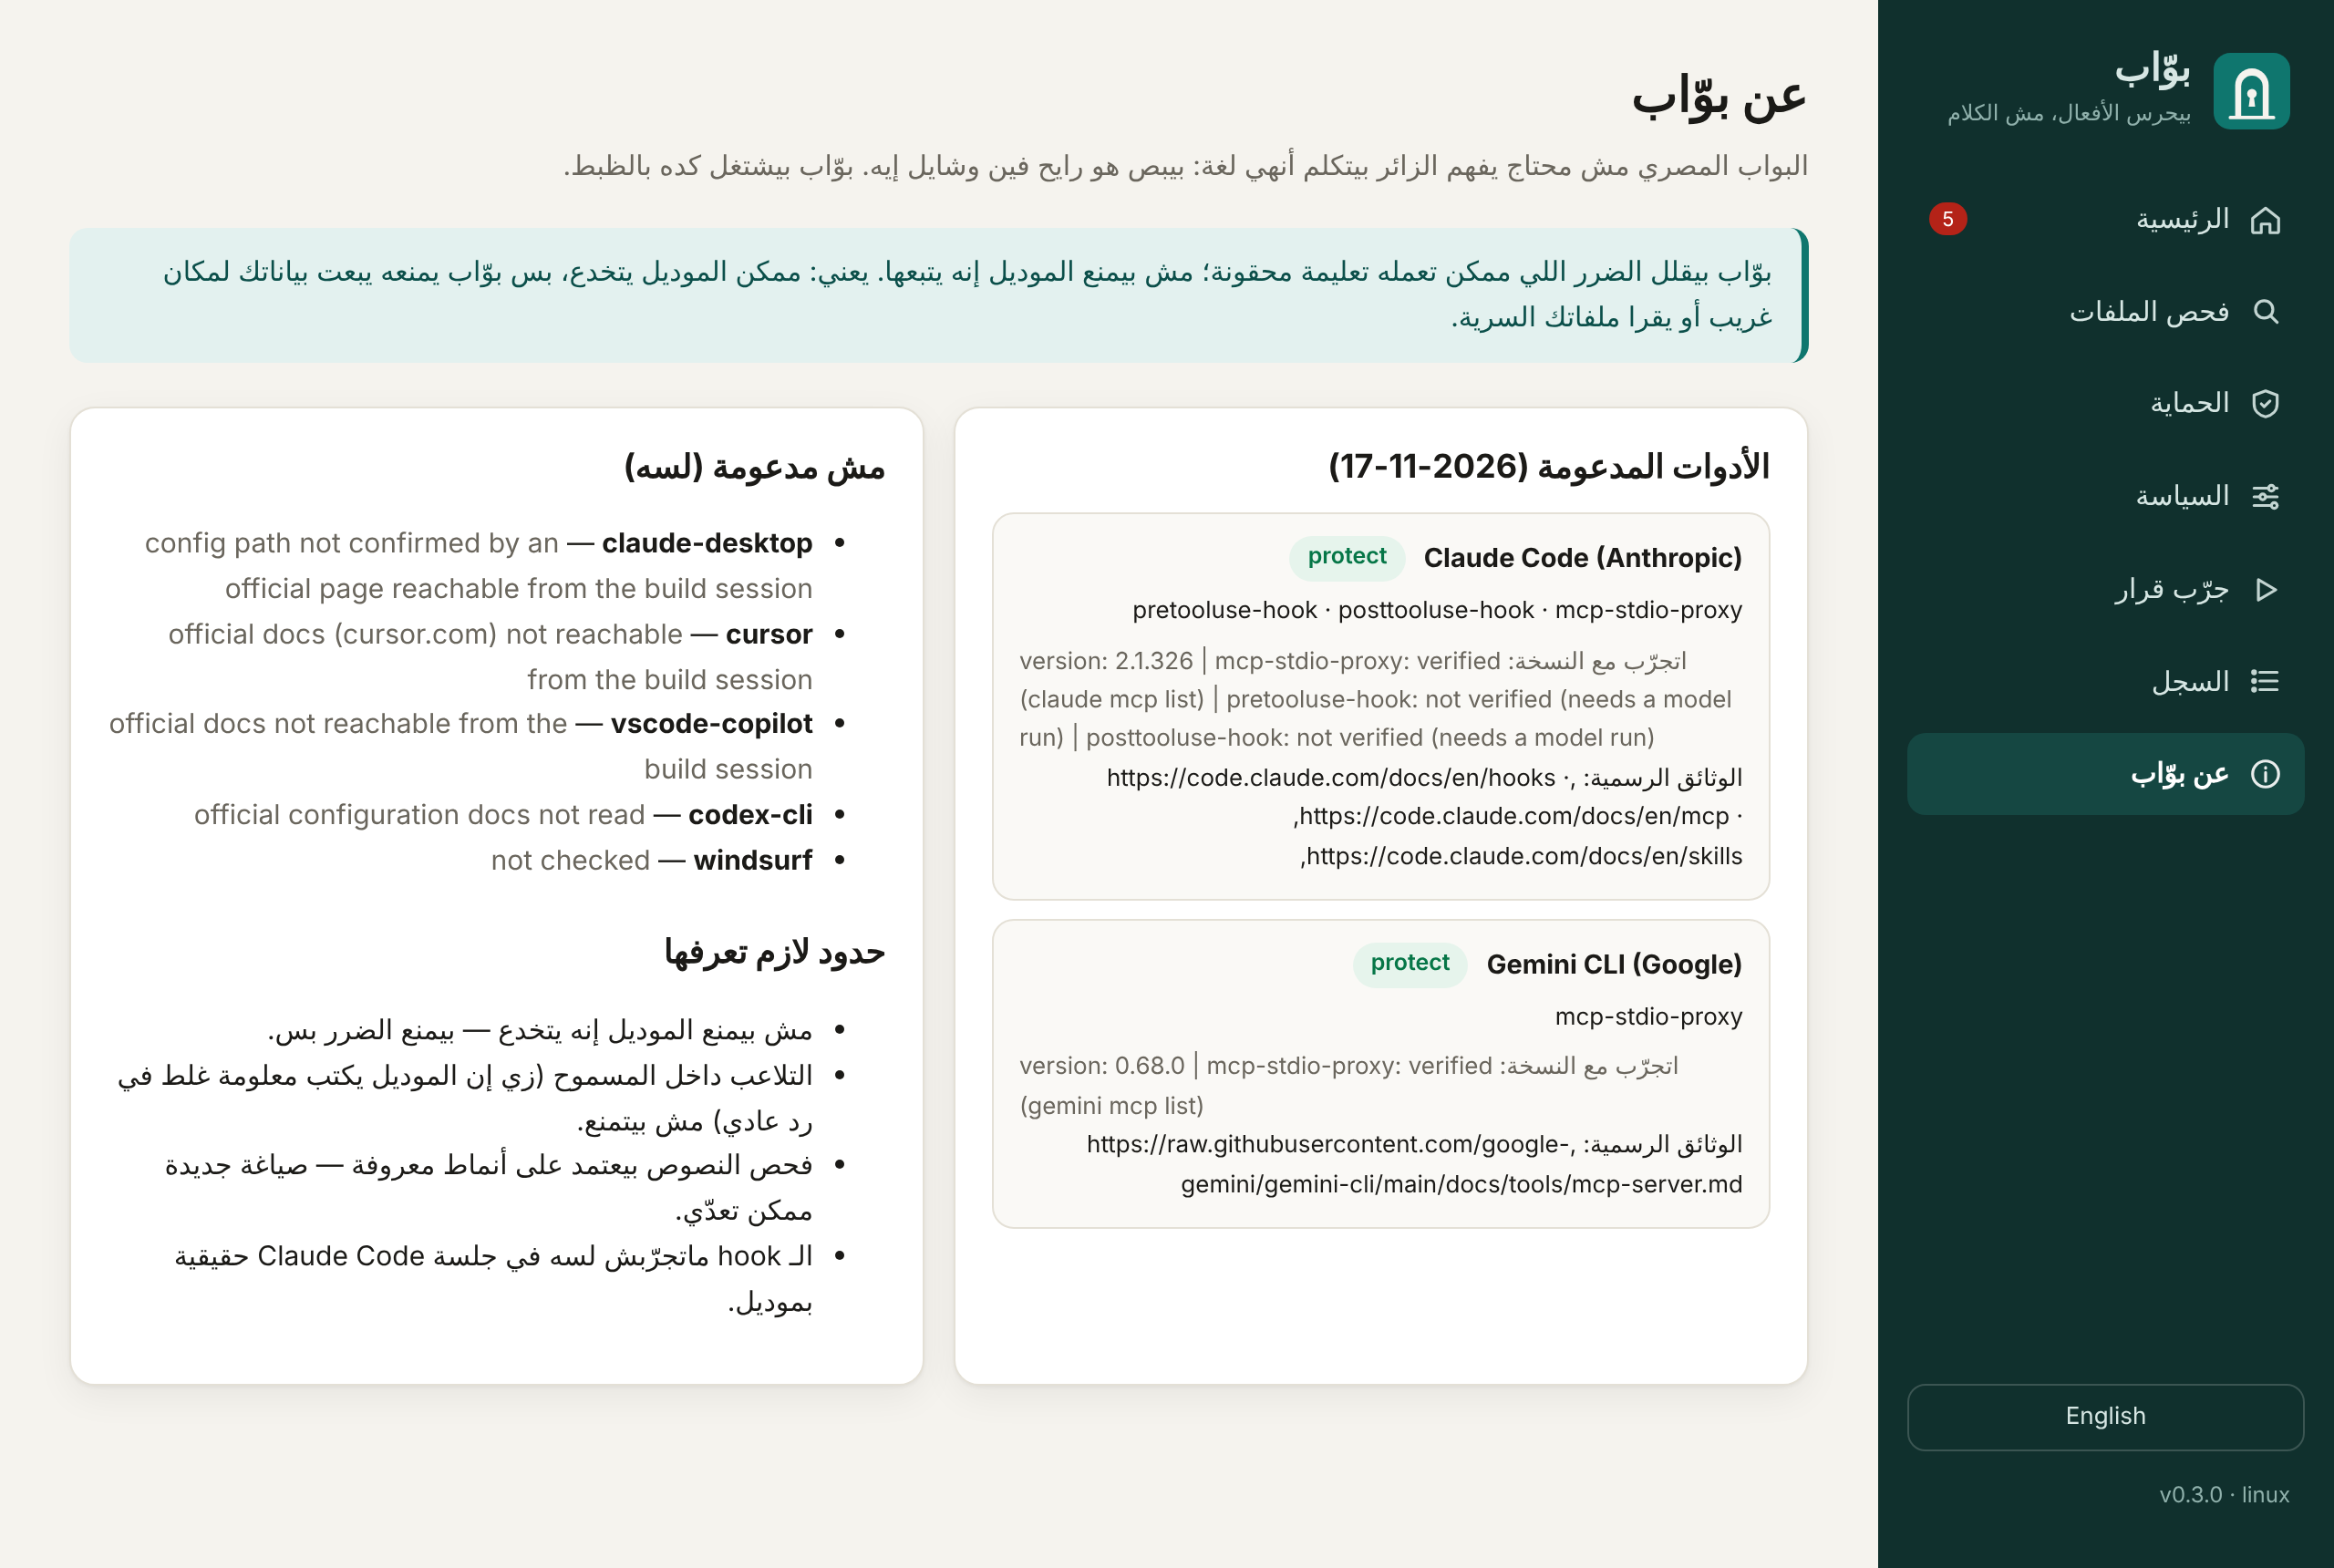 بوّاب
بيحرس الأفعال، مش الكلام
الرئيسية 5
فحص الملفات
الحماية
السياسة
جرّب قرار
السجل
عن بوّاب
English
v0.3.0 · linux
عن بوّاب
البواب المصري مش محتاج يفهم الزائر بيتكلم أنهي لغة: بيبص هو رايح فين وشايل إيه. بوّاب بيشتغل كده بالظبط.
بوّاب بيقلل الضرر اللي ممكن تعمله تعليمة محقونة؛ مش بيمنع الموديل إنه يتبعها. يعني: ممكن الموديل يتخدع، بس بوّاب يمنعه يبعت بياناتك لمكان
غريب أو يقرا ملفاتك السرية.
الأدوات المدعومة (2026-11-17)
Claude Code (Anthropic) protect
pretooluse-hook · posttooluse-hook · mcp-stdio-proxy
version: 2.1.326 | mcp-stdio-proxy: verified :اتجرّب مع النسخة
(claude mcp list) | pretooluse-hook: not verified (needs a model
run) | posttooluse-hook: not verified (needs a model run)
الوثائق الرسمية: ,https://code.claude.com/docs/en/hooks ·
https://code.claude.com/docs/en/mcp ·,
https://code.claude.com/docs/en/skills,
Gemini CLI (Google) protect
mcp-stdio-proxy
version: 0.68.0 | mcp-stdio-proxy: verified :اتجرّب مع النسخة
(gemini mcp list)
الوثائق الرسمية: ,https://raw.githubusercontent.com/google-
gemini/gemini-cli/main/docs/tools/mcp-server.md
مش مدعومة (لسه)
claude-desktop — config path not confirmed by an
official page reachable from the build session
cursor — official docs (cursor.com) not reachable
from the build session
vscode-copilot — official docs not reachable from the
build session
codex-cli — official configuration docs not read
windsurf — not checked
حدود لازم تعرفها
مش بيمنع الموديل إنه يتخدع — بيمنع الضرر بس.
التلاعب داخل المسموح (زي إن الموديل يكتب معلومة غلط في
رد عادي) مش بيتمنع.
فحص النصوص بيعتمد على أنماط معروفة — صياغة جديدة
ممكن تعدّي.
الـ hook ماتجرّبش لسه في جلسة Claude Code حقيقية
بموديل.